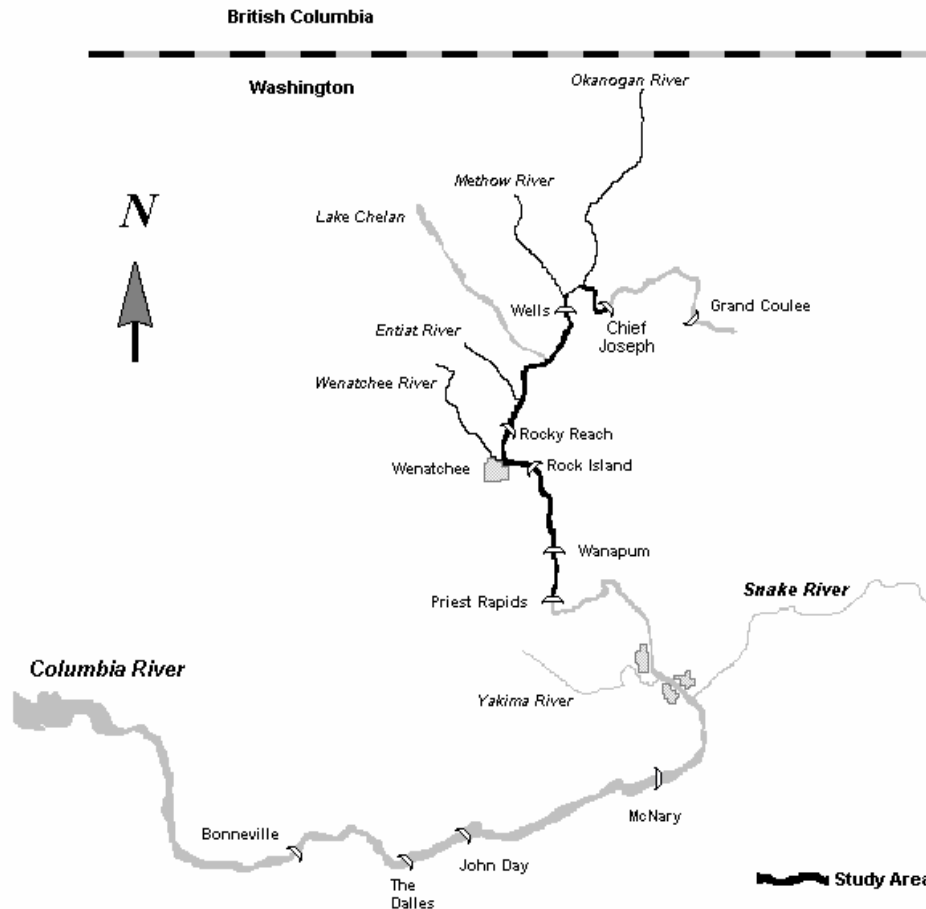 British Columbia
Washington
Okanogan River
Methow River
Lake Chelan
N
Wells
Grand Coulee
Chief
Joseph
Entiat River
Wenatchee River
Rocky Reach
Wenatchee
Rock Island
Wanapum
Priest Rapids
Snake River
Columbia River
Yakima River
McNary
Bonneville
John Day
The
Dalles
Study Area